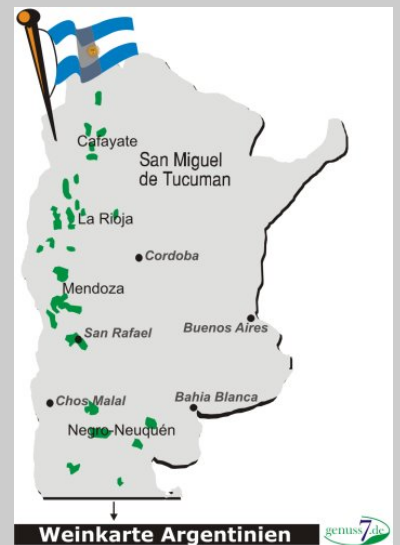 Cafayate
San Miguel
de Tucuman
La Rioja
Cordoba
Mendoza
San Rafael
Buenos Aires
Chos Malal
Bahia Blanca
Negro-Neuquén
Weinkarte Argentinien
genuss7.de